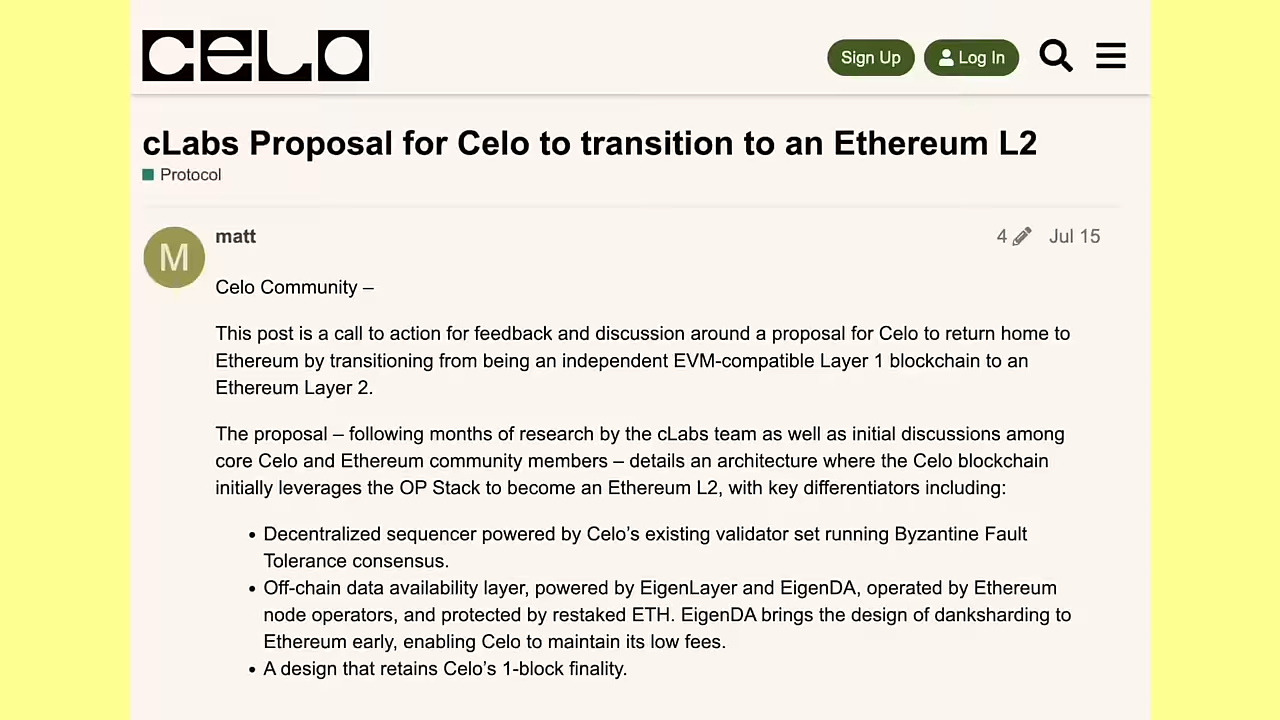 CELO
Sign Up
Log In
cLabs Proposal for Celo to transition to an Ethereum L2
Protocol
M
matt
4
Jul 15
Celo Community –
This post is a call to action for feedback and discussion around a proposal for Celo to return home to
Ethereum by transitioning from being an independent EVM-compatible Layer 1 blockchain to an
Ethereum Layer 2.
The proposal – following months of research by the cLabs team as well as initial discussions among
core Celo and Ethereum community members – details an architecture where the Celo blockchain
initially leverages the OP Stack to become an Ethereum L2, with key differentiators including:
• Decentralized sequencer powered by Celo’s existing validator set running Byzantine Fault
Tolerance consensus.
• Off-chain data availability layer, powered by EigenLayer and EigenDA, operated by Ethereum
node operators, and protected by restaked ETH. EigenDA brings the design of danksharding to
Ethereum early, enabling Celo to maintain its low fees.
• A design that retains Celo’s 1-block finality.